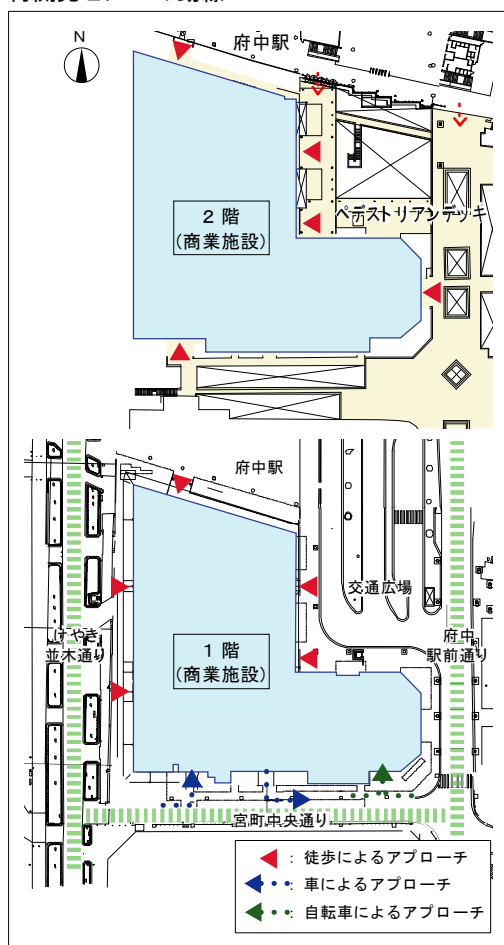 N
府中駅
2階
(商業施設)
ペデストリアンデッキ
府中駅
けやき
並木通り
1階
(商業施設)
交通広場
府中
駅前通り
宮町中央通り
: 徒歩によるアプローチ
: 車によるアプローチ
: 自転車によるアプローチ